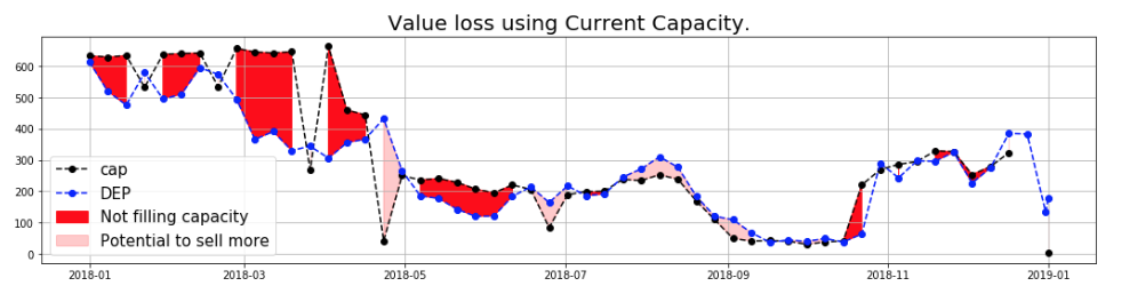 Value loss using Current Capacity.
600
500
400
300
200
100
0
cap
DEP
Not filling capacity
Potential to sell more
2018-01 2018-03 2018-05 2018-07 2018-09 2018-11 2019-01